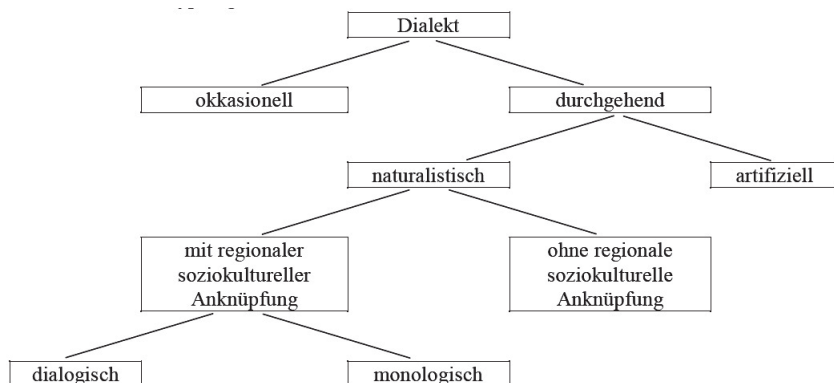 Dialekt
okkasionell
durchgehend
naturalistisch
artifiziell
mit regionaler
soziokultureller
Anknüpfung
ohne regionale
soziokulturelle
Anknüpfung
dialogisch
monologisch